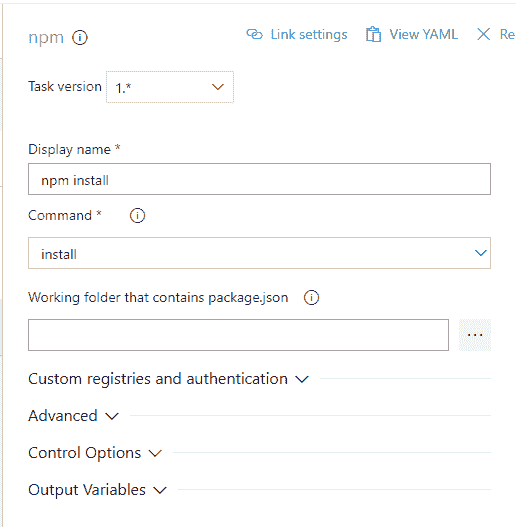 npm
Link settings View YAML Re
Task version 1.*
Display name *
npm install
Command *
install
Working folder that contains package.json
...
Custom registries and authentication
Advanced
Control Options
Output Variables